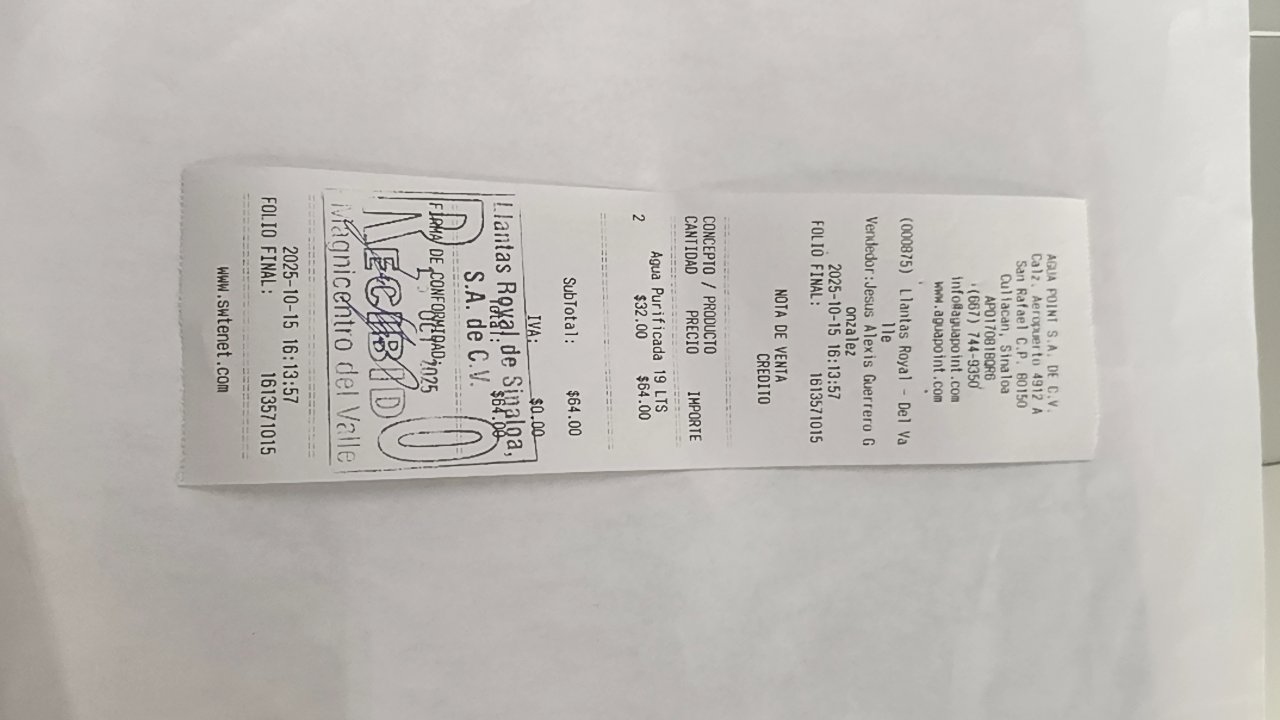 AGUA POINT S.A. DE C.V.
Calz. Aeropuerto 4912 A
San Rafael C.P. 80150
Culiacan, Sinaloa
APO170818QR6
(667) 744-9350
info@aguapoint.com
www.aguapoint.com
(000875) Llantas Royal - Del Va
lle
Vendedor:Jesus Alexis Guerrero G
onzalez
2025-10-15 16:13:57
FOLIO FINAL: 1613571015
NOTA DE VENTA
CREDITO
CONCEPTO / PRODUCTO
CANTIDAD PRECIO IMPORTE
Agua Purificada 19 LTS
2 $32.00 $64.00
SubTotal: $64.00
IVA: $0.00
Llantas Royal de Sinaloa,
Total: $64.00
S.A. de C.V.
FIRMA DE CONFORMIDAD
OCT 2025
RECIBIDO
Magnicentro del Valle
2025-10-15 16:13:57
FOLIO FINAL: 1613571015
www.swtenet.com